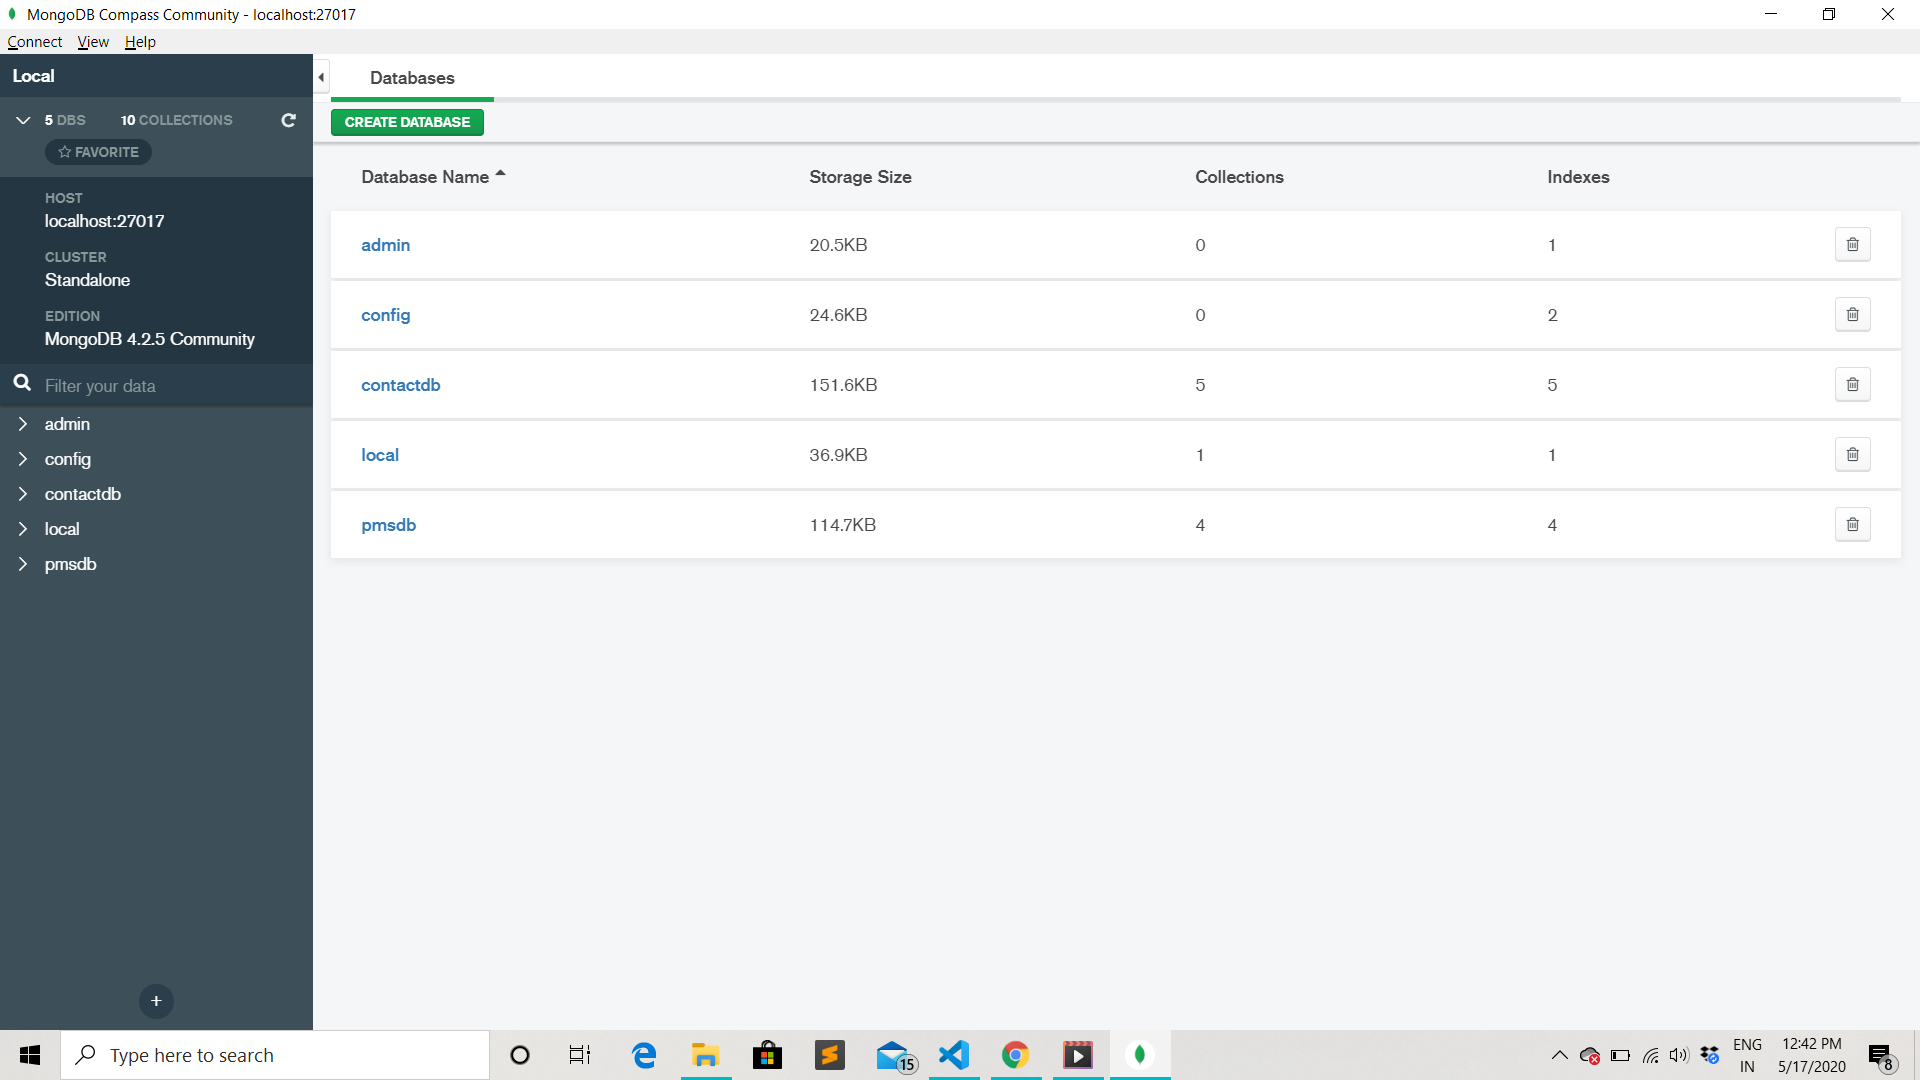 MongoDB Compass Community - localhost:27017
Connect View Help
Local
5 DBS 10 COLLECTIONS
FAVORITE
HOST
localhost:27017
CLUSTER
Standalone
EDITION
MongoDB 4.2.5 Community
Filter your data
admin
config
contactdb
local
pmsdb
+
Databases
CREATE DATABASE
Database Name Storage Size Collections Indexes
admin 20.5KB 0 1
config 24.6KB 0 2
contactdb 151.6KB 5 5
local 36.9KB 1 1
pmsdb 114.7KB 4 4
Type here to search
15
ENG
IN
12:42 PM
5/17/2020
8